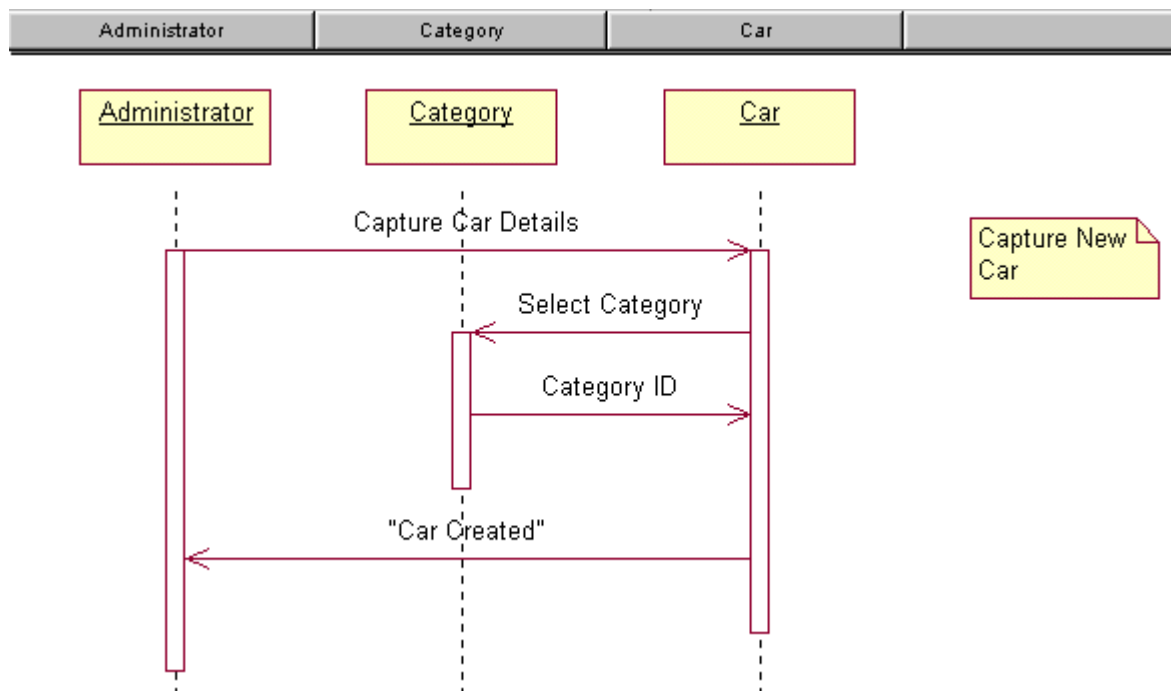 Administrator Category Car
Administrator Category Car
Capture Car Details
Capture New
Car
Select Category
Category ID
"Car Created"